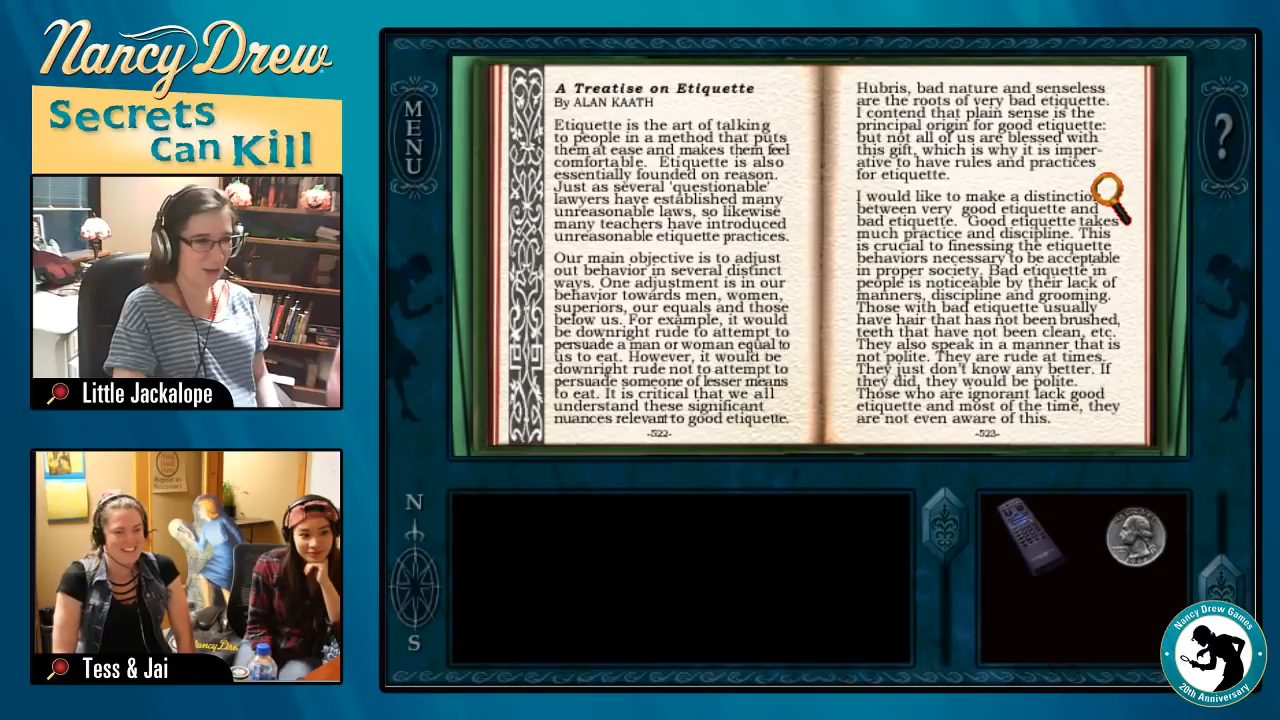 Nancy Drew
Secrets
Can Kill
Little Jackalope
Repeat as
Necessary
Nancy Drew
Tess & Jai
MENU
?
A Treatise on Etiquette
By ALAN KAATH
Etiquette is the art of talking
to people in a method that puts
them at ease and makes them feel
comfortable. Etiquette is also
essentially founded on reason.
Just as several 'questionable'
lawyers have established many
unreasonable laws, so likewise
many teachers have introduced
unreasonable etiquette practices.
Our main objective is to adjust
out behavior in several distinct
ways. One adjustment is in our
behavior towards men, women,
superiors, our equals and those
below us. For example, it would
be downright rude to attempt to
persuade a man or woman equal to
us to eat. However, it would be
downright rude not to attempt to
persuade someone of lesser means
to eat. It is critical that we all
understand these significant
nuances relevant to good etiquette.
-522-
Hubris, bad nature and senseless
are the roots of very bad etiquette.
I contend that plain sense is the
principal origin for good etiquette:
but not all of us are blessed with
this gift, which is why it is imper-
ative to have rules and practices
for etiquette.
I would like to make a distinction
between very good etiquette and
bad etiquette. Good etiquette takes
much practice and discipline. This
is crucial to finessing the etiquette
behaviors necessary to be acceptable
in proper society. Bad etiquette in
people is noticeable by their lack of
manners, discipline and grooming.
Those with bad etiquette usually
have hair that has not been brushed,
teeth that have not been clean, etc.
They also speak in a manner that is
not polite. They are rude at times.
They just don't know any better. If
they did, they would be polite.
Those who are ignorant lack good
etiquette and most of the time, they
are not even aware of this.
-523-
N
S
Nancy Drew Games
20th Anniversary